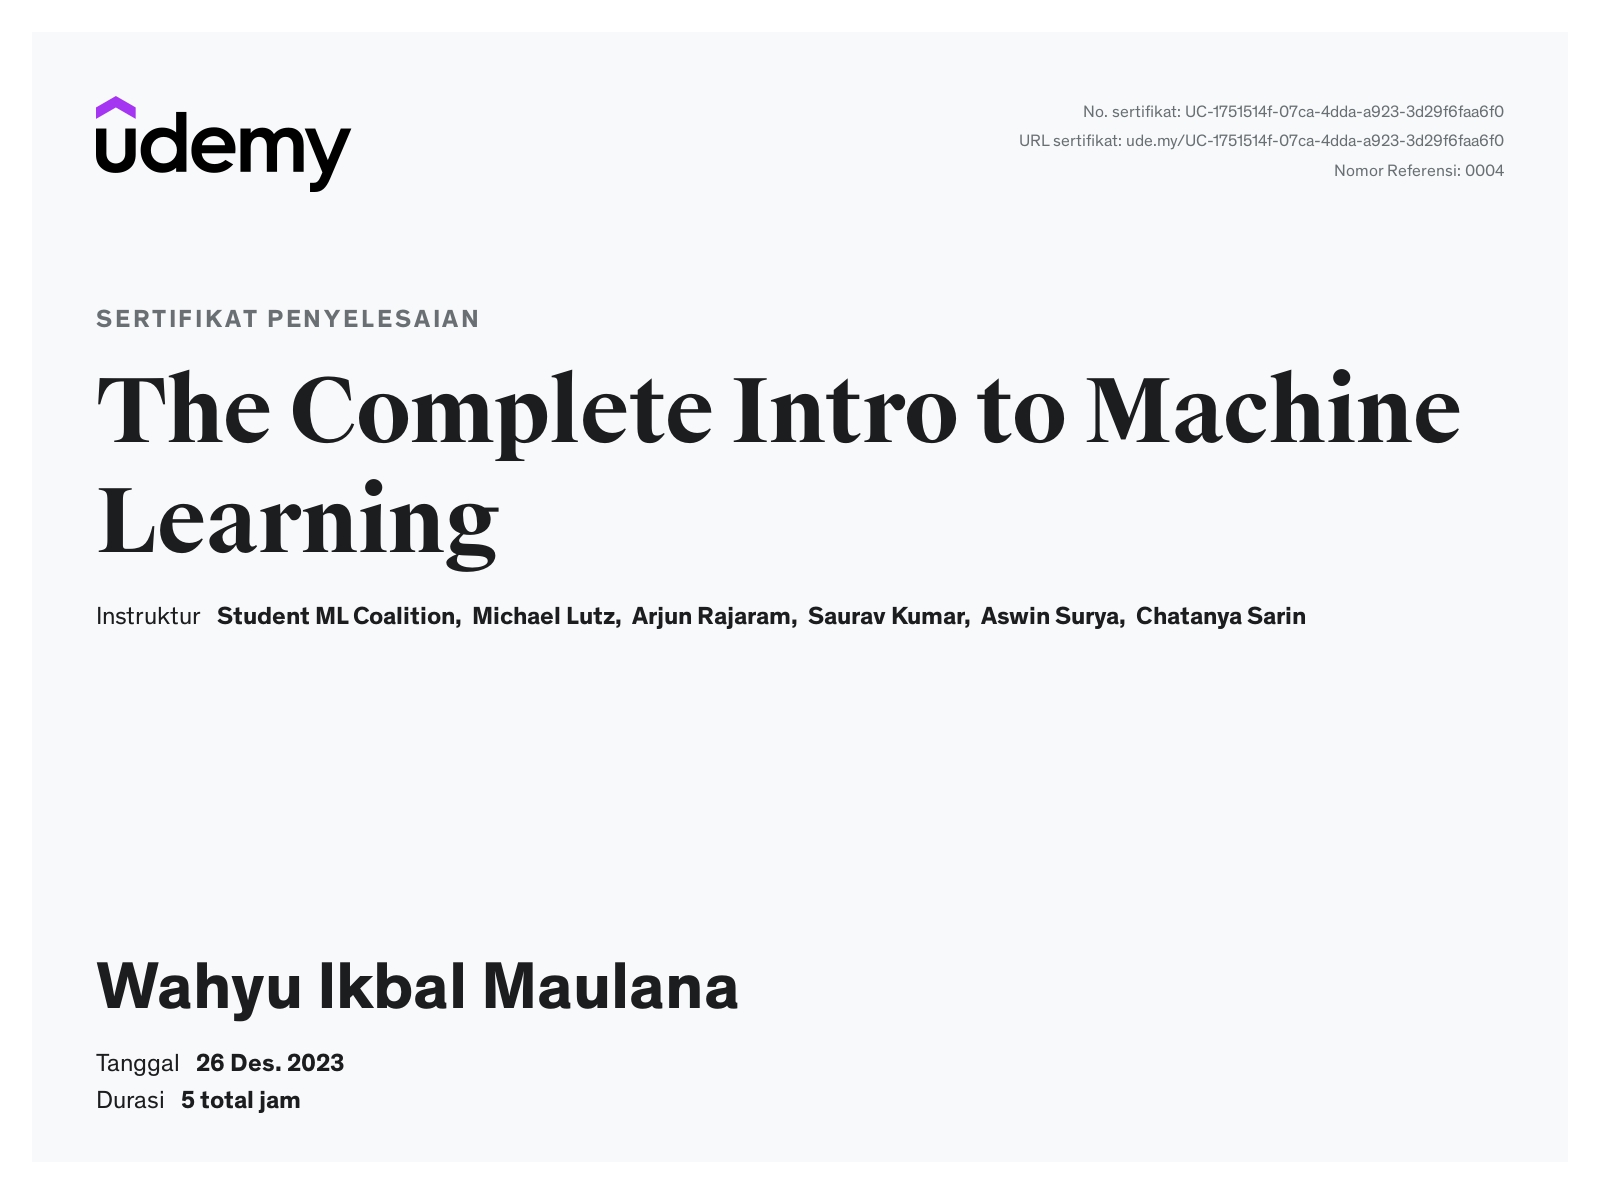 udemy
No. sertifikat: UC-1751514f-07ca-4dda-a923-3d29f6faa6f0
URL sertifikat: ude.my/UC-1751514f-07ca-4dda-a923-3d29f6faa6f0
Nomor Referensi: 0004
SERTIFIKAT PENYELESAIAN
The Complete Intro to Machine
Learning
Instruktur Student ML Coalition, Michael Lutz, Arjun Rajaram, Saurav Kumar, Aswin Surya, Chatanya Sarin
Wahyu Ikbal Maulana
Tanggal 26 Des. 2023
Durasi 5 total jam